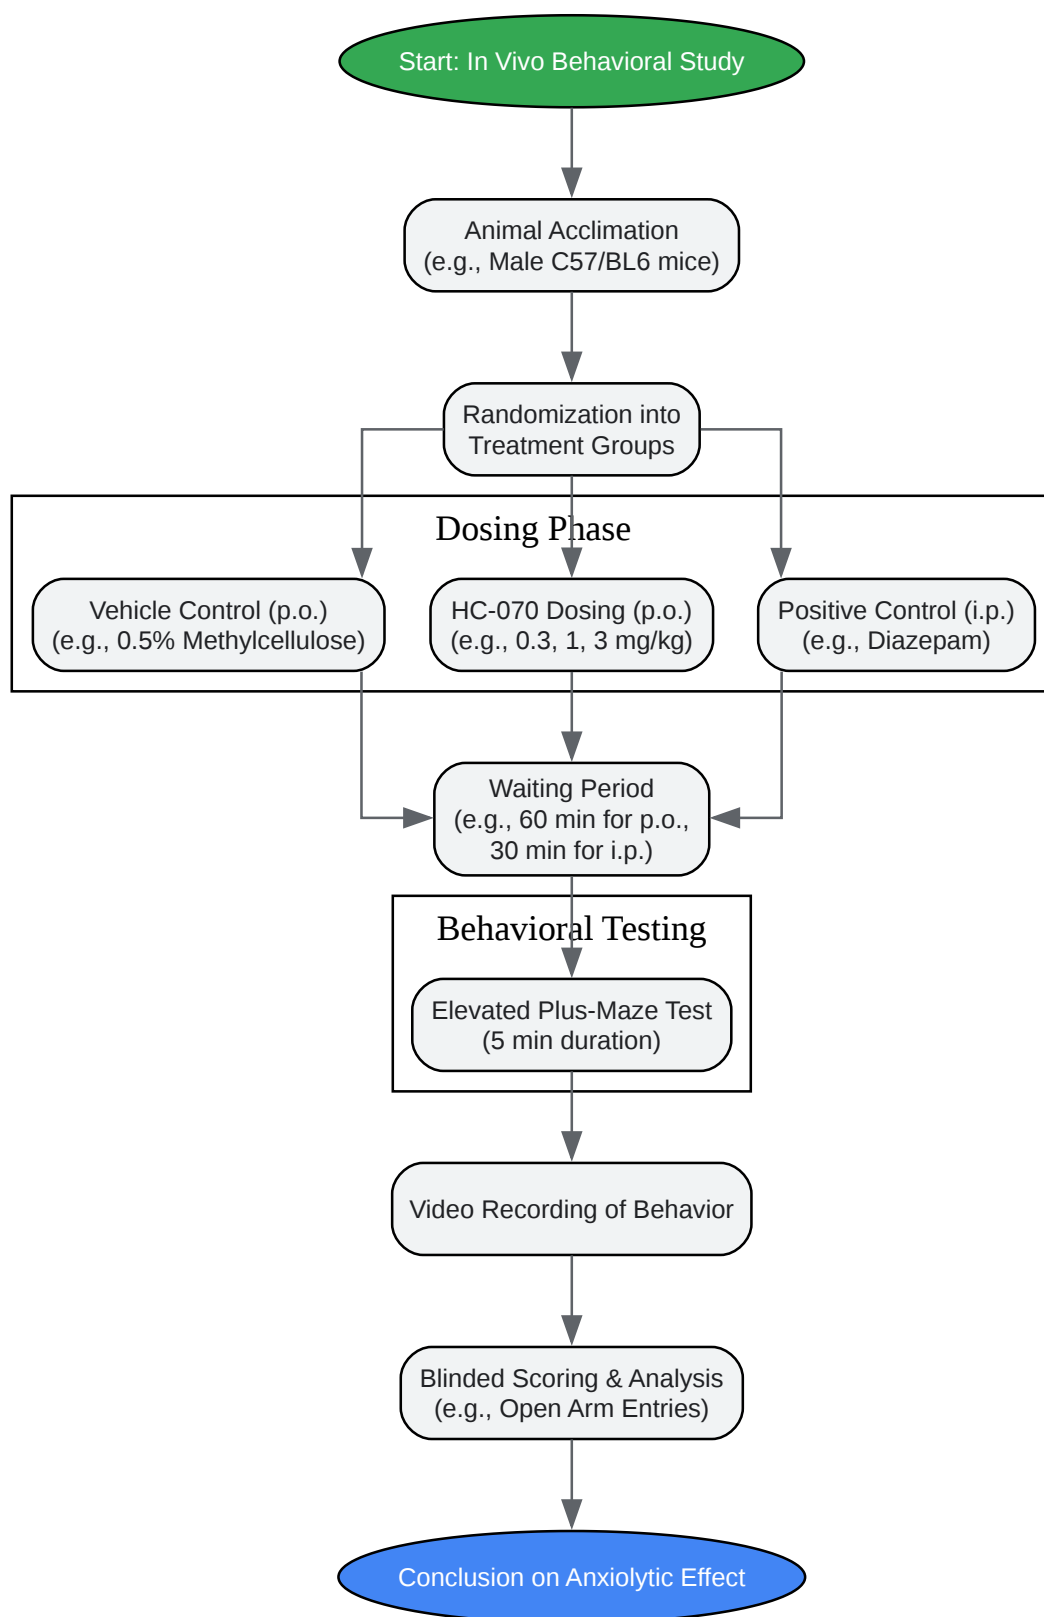 Start: In Vivo Behavioral Study
Animal Acclimation
(e.g., Male C57/BL6 mice)
Randomization into
Treatment Groups
Dosing Phase
Vehicle Control (p.o.)
(e.g., 0.5% Methylcellulose)
HC-070 Dosing (p.o.)
(e.g., 0.3, 1, 3 mg/kg)
Positive Control (i.p.)
(e.g., Diazepam)
Waiting Period
(e.g., 60 min for p.o.,
30 min for i.p.)
Behavioral Testing
Elevated Plus-Maze Test
(5 min duration)
Video Recording of Behavior
Blinded Scoring & Analysis
(e.g., Open Arm Entries)
Conclusion on Anxiolytic Effect